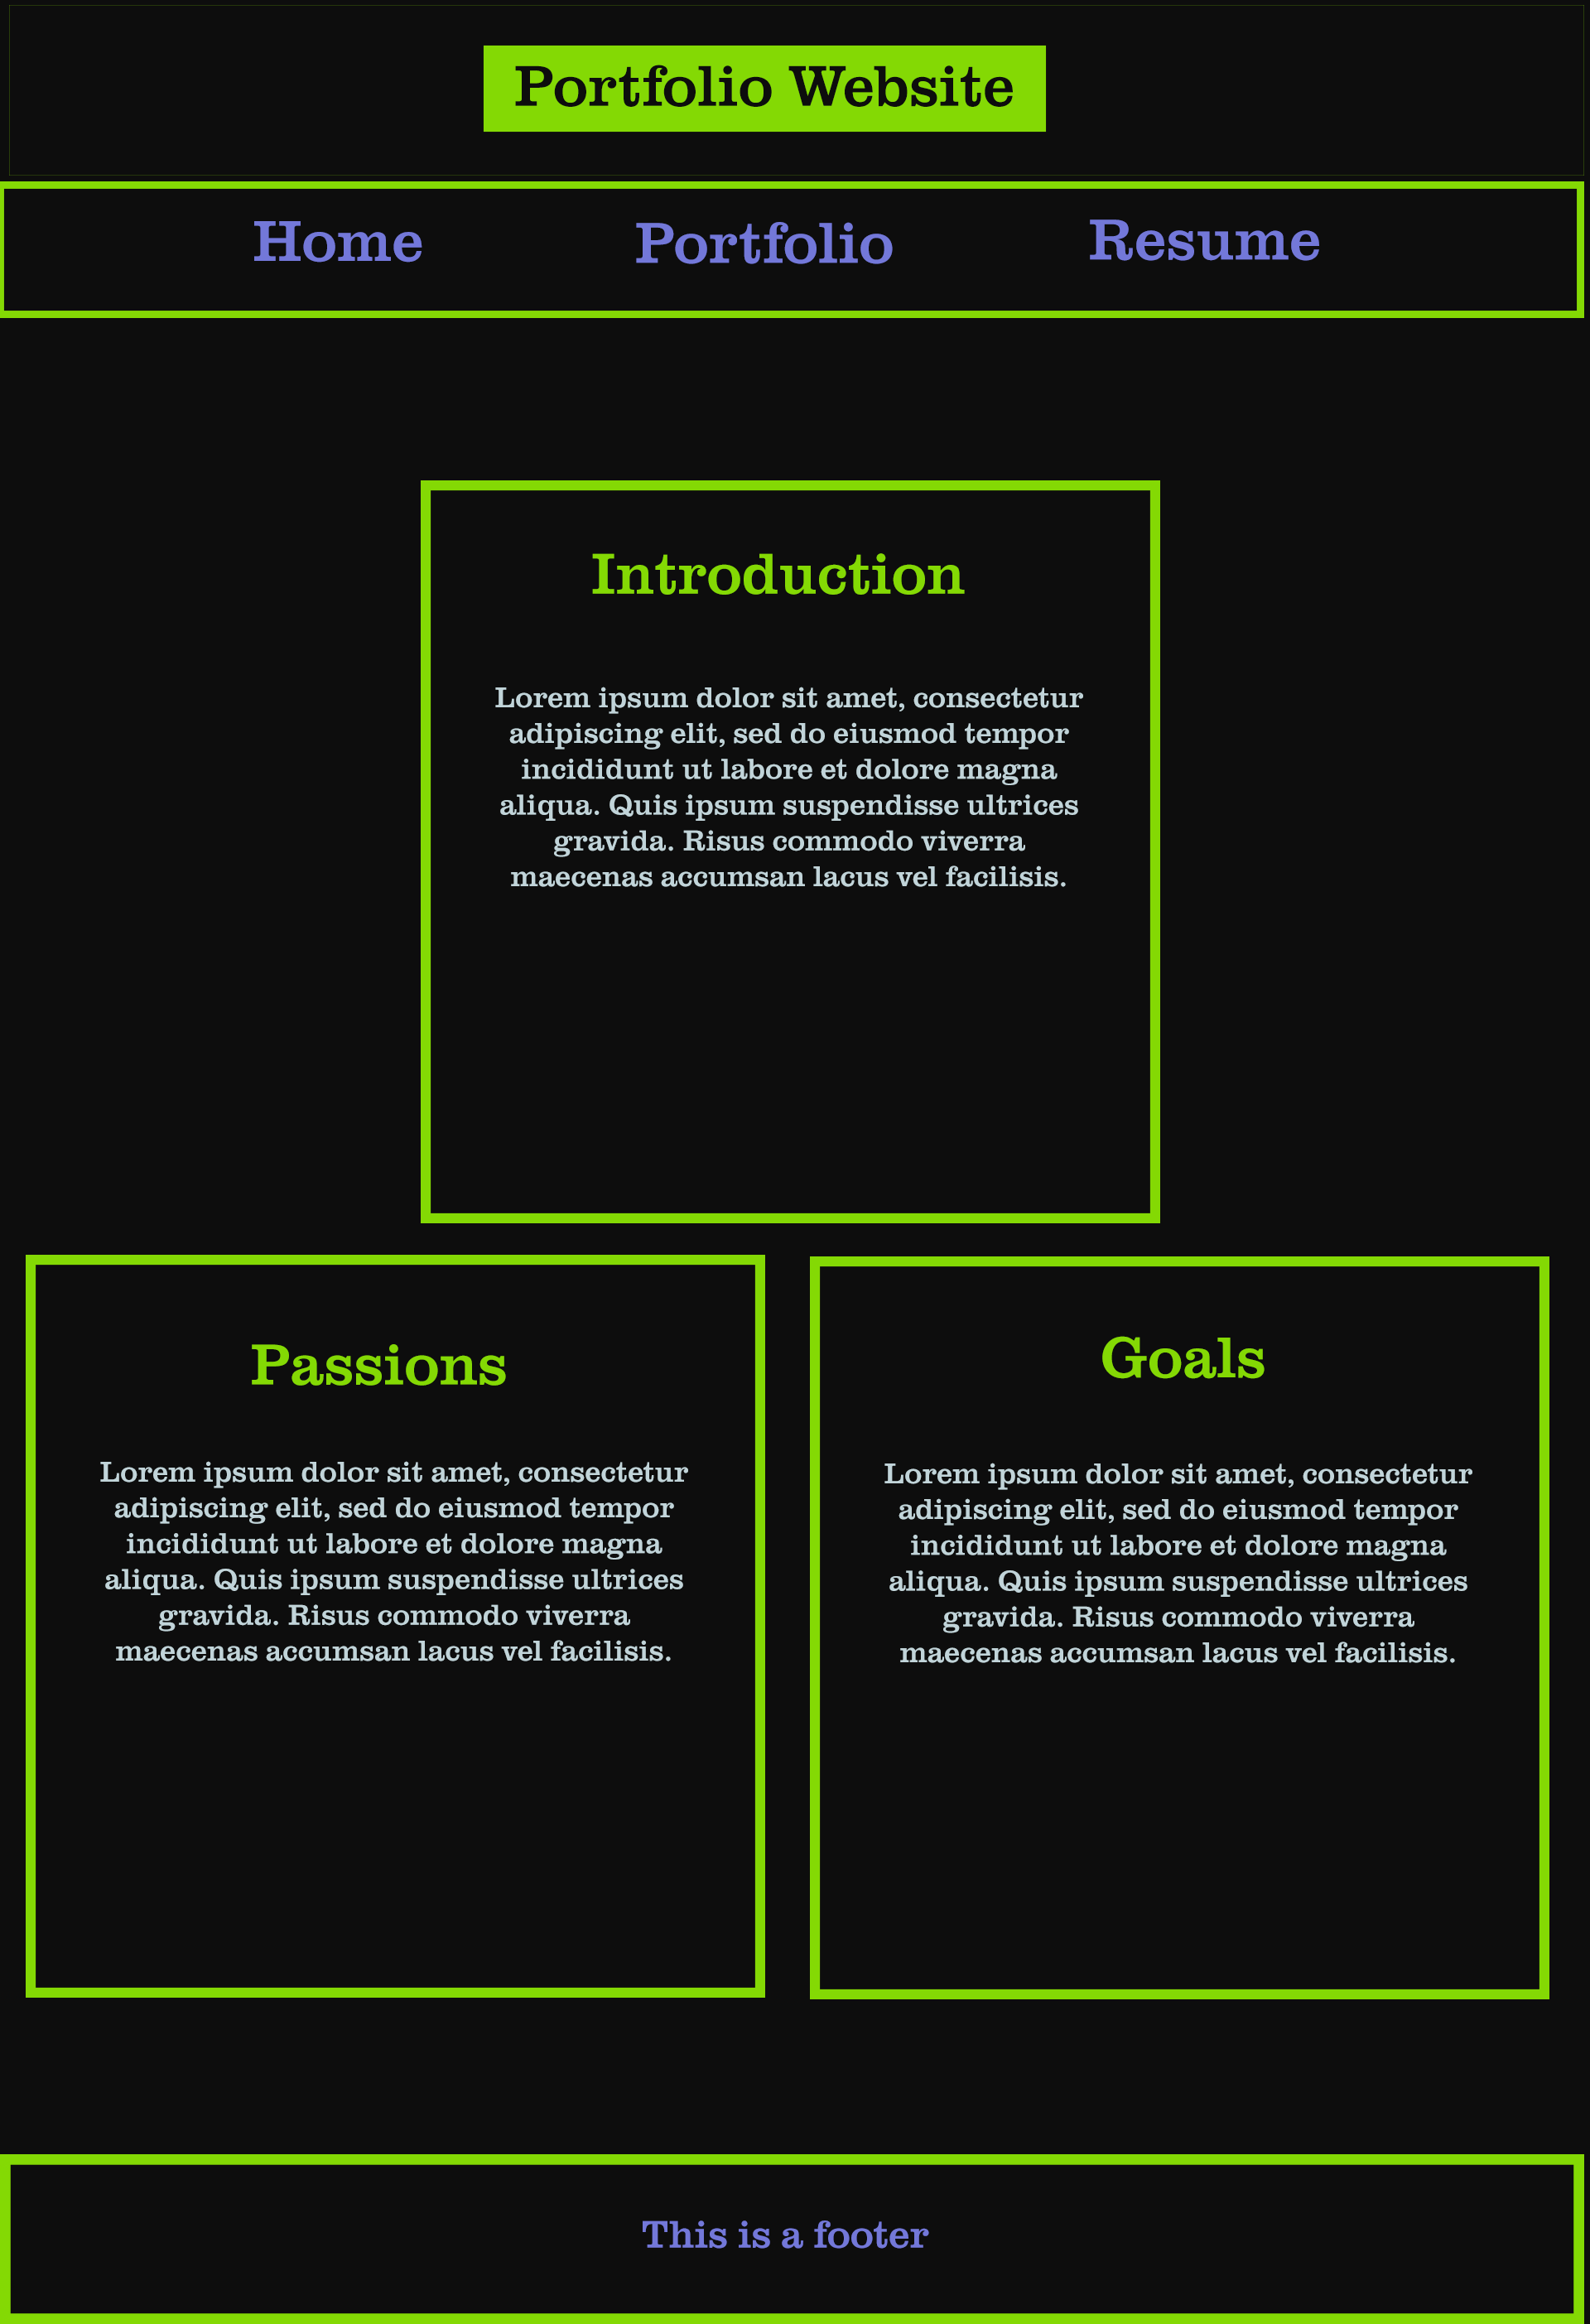 Portfolio Website
Home Portfolio Resume
Introduction
Lorem ipsum dolor sit amet, consectetur
adipiscing elit, sed do eiusmod tempor
incididunt ut labore et dolore magna
aliqua. Quis ipsum suspendisse ultrices
gravida. Risus commodo viverra
maecenas accumsan lacus vel facilisis.
Passions
Lorem ipsum dolor sit amet, consectetur
adipiscing elit, sed do eiusmod tempor
incididunt ut labore et dolore magna
aliqua. Quis ipsum suspendisse ultrices
gravida. Risus commodo viverra
maecenas accumsan lacus vel facilisis.
Goals
Lorem ipsum dolor sit amet, consectetur
adipiscing elit, sed do eiusmod tempor
incididunt ut labore et dolore magna
aliqua. Quis ipsum suspendisse ultrices
gravida. Risus commodo viverra
maecenas accumsan lacus vel facilisis.
This is a footer